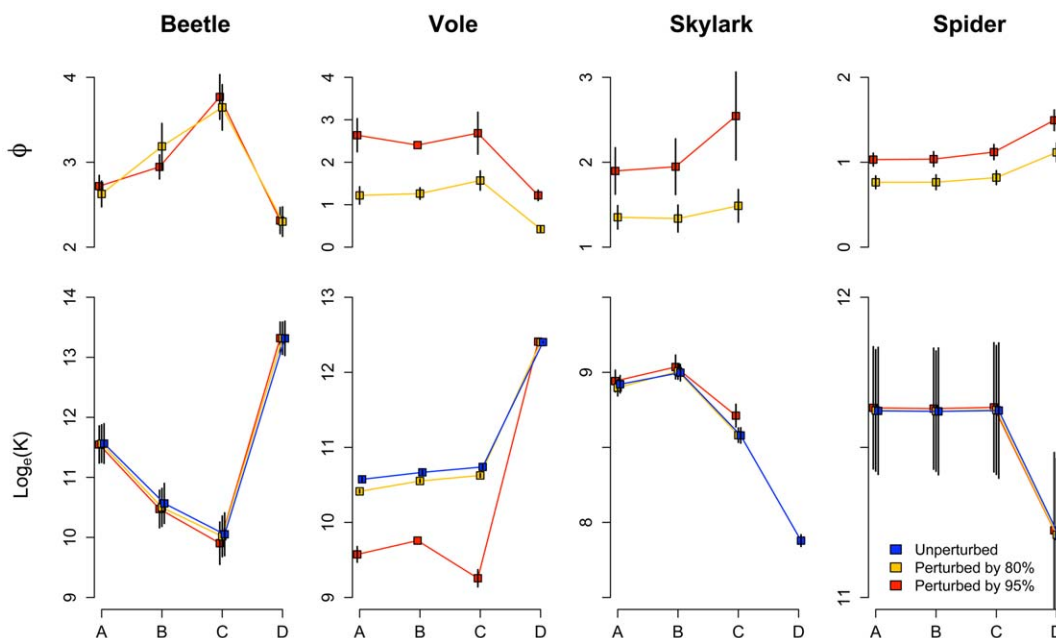 Beetle Vole Skylark Spider
4 4 3 2
3
3 2 2 1
1
2 0 1 0
ϕ
14 13 12
13
12 9
12
11
11
10 8
10
9 9 11
Logₑ(K)
Unperturbed
Perturbed by 80%
Perturbed by 95%
A B C D A B C D A B C D A B C D